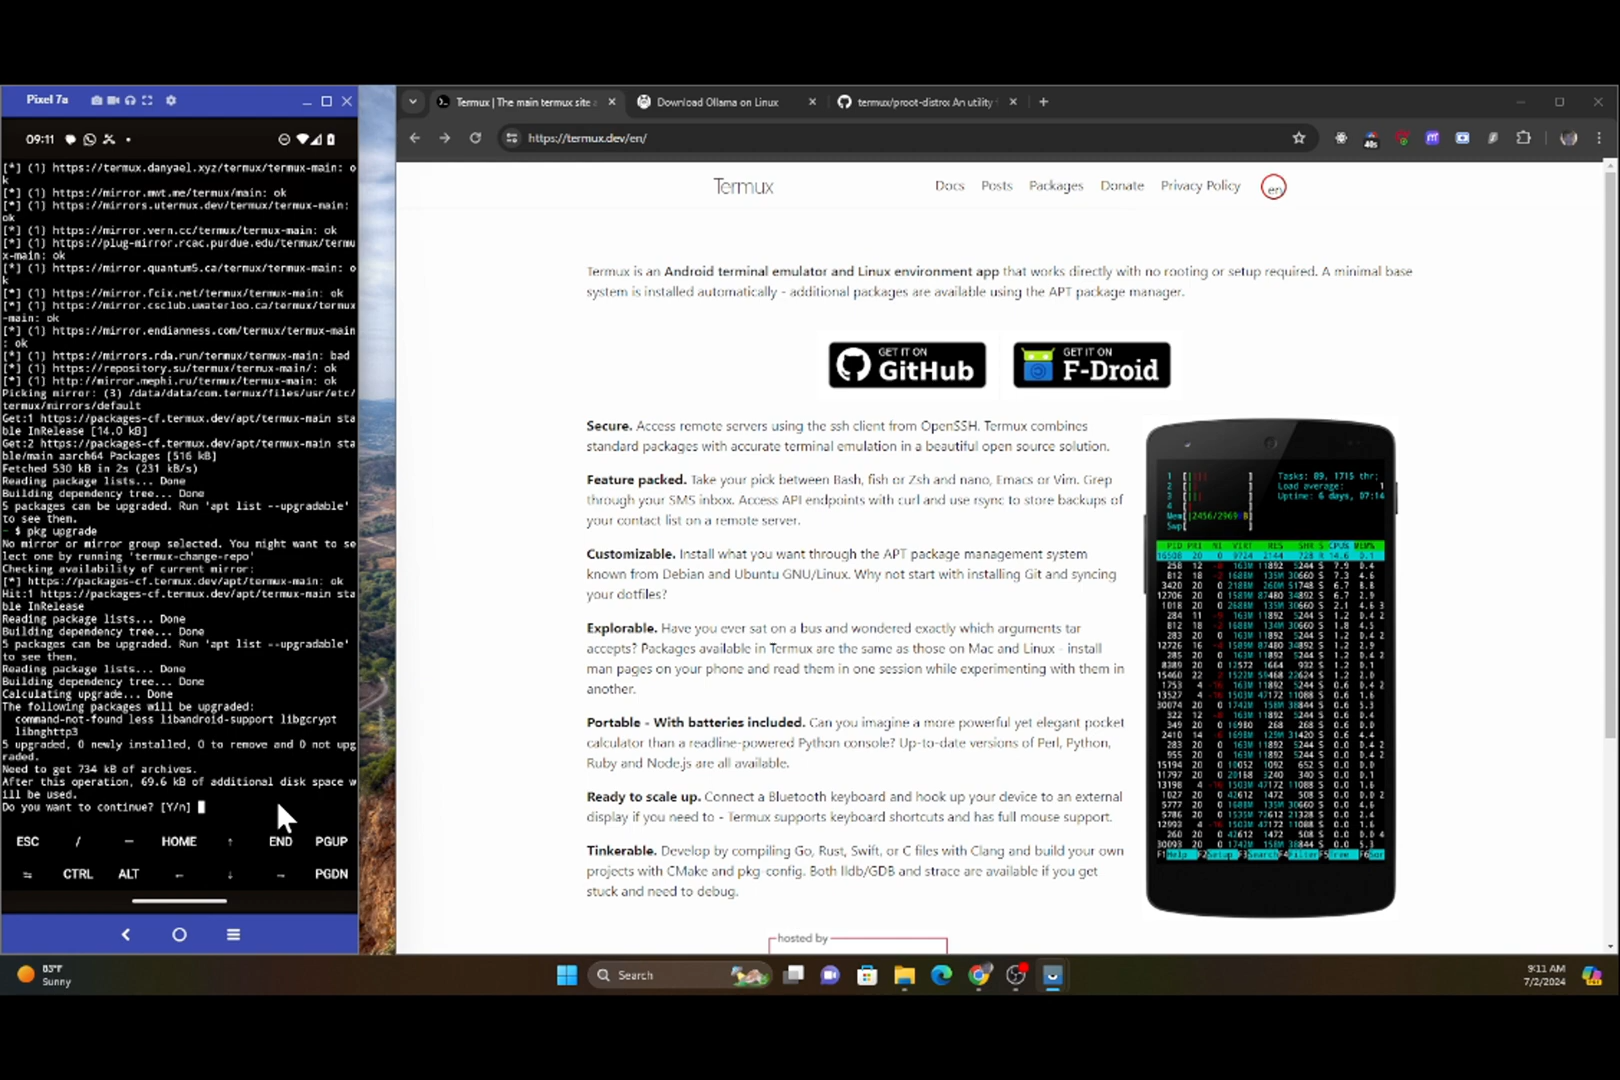 Pixel 7a
09:11
[*] (1) https://termux.danyael.xyz/termux/termux-main: o
k
[*] (1) https://mirror.mwt.me/termux/main: ok
[*] (1) https://mirrors.utermux.dev/termux/termux-main:
ok
[*] (1) https://mirror.vern.cc/termux/termux-main: ok
[*] (1) https://plug-mirror.rcac.purdue.edu/termux/termu
x-main: ok
[*] (1) https://mirror.quantum5.ca/termux/termux-main: o
k
[*] (1) https://mirror.fcix.net/termux/termux-main: ok
[*] (1) https://mirror.csclub.uwaterloo.ca/termux/termux
-main: ok
[*] (1) https://mirror.endianness.com/termux/termux-main
: ok
[*] (1) https://mirrors.rda.run/termux/termux-main: bad
[*] (1) https://repository.su/termux/termux-main/: ok
[*] (1) http://mirror.mephi.ru/termux/termux-main: ok
Picking mirror: (3) /data/data/com.termux/files/usr/etc/
termux/mirrors/default
Get:1 https://packages-cf.termux.dev/apt/termux-main sta
ble InRelease [14.0 kB]
Get:2 https://packages-cf.termux.dev/apt/termux-main sta
ble/main aarch64 Packages [516 kB]
Fetched 530 kB in 2s (231 kB/s)
Reading package lists... Done
Building dependency tree... Done
5 packages can be upgraded. Run 'apt list --upgradable'
to see them.
~ $ pkg upgrade
No mirror or mirror group selected. You might want to se
lect one by running 'termux-change-repo'
Checking availability of current mirror:
[*] https://packages-cf.termux.dev/apt/termux-main: ok
Hit:1 https://packages-cf.termux.dev/apt/termux-main sta
ble InRelease
Reading package lists... Done
Building dependency tree... Done
5 packages can be upgraded. Run 'apt list --upgradable'
to see them.
Reading package lists... Done
Building dependency tree... Done
Calculating upgrade... Done
The following packages will be upgraded:
command-not-found less libandroid-support libgcrypt
libnghttp3
5 upgraded, 0 newly installed, 0 to remove and 0 not upg
raded.
Need to get 734 kB of archives.
After this operation, 69.6 kB of additional disk space w
ill be used.
Do you want to continue? [Y/n]
ESC / — HOME ↑ END PGUP
CTRL ALT ← ↓ → PGDN
Termux | The main termux site a
Download Ollama on Linux
termux/proot-distro: An utility
https://termux.dev/en/
40s
Termux
Docs Posts Packages Donate Privacy Policy en
Termux is an Android terminal emulator and Linux environment app that works directly with no rooting or setup required. A minimal base
system is installed automatically - additional packages are available using the APT package manager.
GET IT ON
GitHub
GET IT ON
F-Droid
Secure. Access remote servers using the ssh client from OpenSSH. Termux combines
standard packages with accurate terminal emulation in a beautiful open source solution.
Feature packed. Take your pick between Bash, fish or Zsh and nano, Emacs or Vim. Grep
through your SMS inbox. Access API endpoints with curl and use rsync to store backups of
your contact list on a remote server.
Customizable. Install what you want through the APT package management system
known from Debian and Ubuntu GNU/Linux. Why not start with installing Git and syncing
your dotfiles?
Explorable. Have you ever sat on a bus and wondered exactly which arguments tar
accepts? Packages available in Termux are the same as those on Mac and Linux - install
man pages on your phone and read them in one session while experimenting with them in
another.
Portable - With batteries included. Can you imagine a more powerful yet elegant pocket
calculator than a readline-powered Python console? Up-to-date versions of Perl, Python,
Ruby and Node.js are all available.
Ready to scale up. Connect a Bluetooth keyboard and hook up your device to an external
display if you need to - Termux supports keyboard shortcuts and has full mouse support.
Tinkerable. Develop by compiling Go, Rust, Swift, or C files with Clang and build your own
projects with CMake and pkg-config. Both lldb/GDB and strace are available if you get
stuck and need to debug.
hosted by
Tasks: 89, 1715 thr;
Load average:
Uptime: 6 days, 07:14
PID PRI NI VIRT RES SHR S CPU% MEM%
83°F
Sunny
Search
9:11 AM
7/2/2024